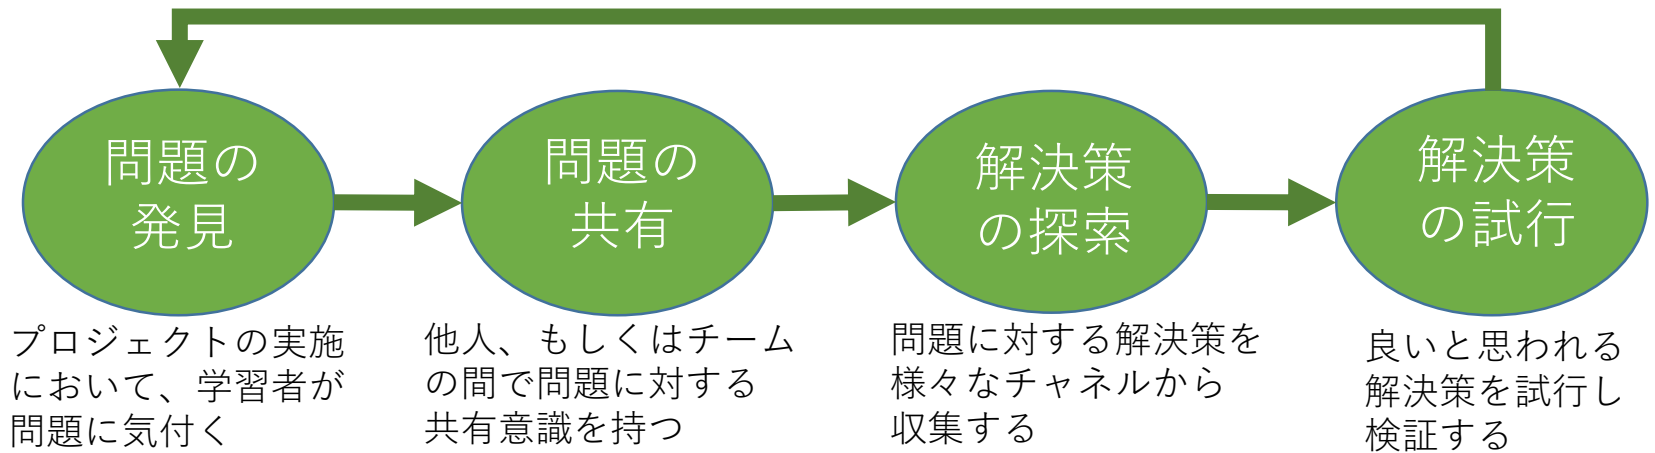 問題の
発見
問題の
共有
解決策
の探索
解決策
の試行
プロジェクトの実施
において、学習者が
問題に気付く
他人、もしくはチーム
の間で問題に対する
共有意識を持つ
問題に対する解決策を
様々なチャネルから
収集する
良いと思われる
解決策を試行し
検証する